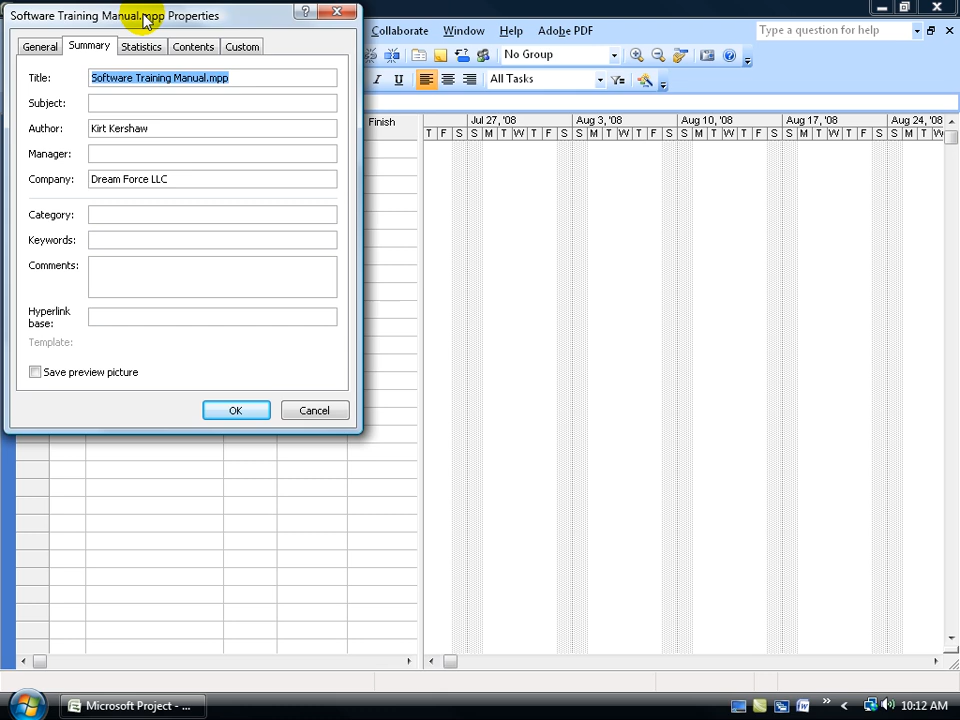 Software Training Manual.mpp Properties
Collaborate Window Help Adobe PDF
Type a question for help
General Summary Statistics Contents Custom
No Group
U All Tasks
Title: Software Training Manual.mpp
Subject:
Author: Kirt Kershaw
Manager:
Company: Dream Force LLC
Category:
Keywords:
Comments:
Hyperlink
base:
Template:
Save preview picture
OK Cancel
Finish
Jul 27, '08 Aug 3, '08 Aug 10, '08 Aug 17, '08 Aug 24, '08
T F S S M T W T F S S M T W T F S S M T W T F S S M T W T F S S M T W
Microsoft Project - ...
10:12 AM